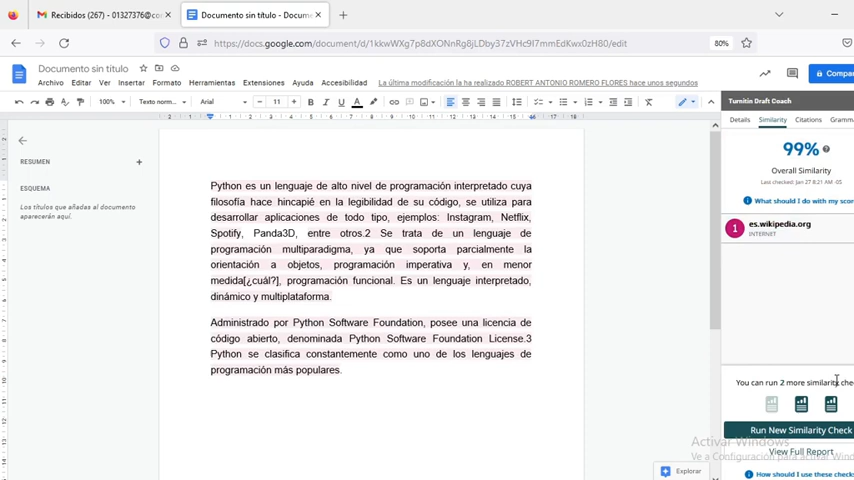 Recibidos (267) - 01327376@co
Documento sin título - Docume
https://docs.google.com/document/d/1kkwWXg7p8dXONnRg8jLDby37zVHc9I7mmEdKwx0zH80/edit
80%
Documento sin título
Archivo Editar Ver Insertar Formato Herramientas Extensiones Ayuda Accesibilidad La última modificación la ha realizado ROBERT ANTONIO ROMERO FLORES hace unos segundos
Compar
100% Texto norm... Arial 11
RESUMEN
ESQUEMA
Los títulos que añadas al documento
aparecerán aquí.
Python es un lenguaje de alto nivel de programación interpretado cuya
filosofía hace hincapié en la legibilidad de su código, se utiliza para
desarrollar aplicaciones de todo tipo, ejemplos: Instagram, Netflix,
Spotify, Panda3D, entre otros.2 Se trata de un lenguaje de
programación multiparadigma, ya que soporta parcialmente la
orientación a objetos, programación imperativa y, en menor
medida[¿cuál?], programación funcional. Es un lenguaje interpretado,
dinámico y multiplataforma.
Administrado por Python Software Foundation, posee una licencia de
código abierto, denominada Python Software Foundation License.3
Python se clasifica constantemente como uno de los lenguajes de
programación más populares.
Turnitin Draft Coach
Details Similarity Citations Gramma
99%
Overall Similarity
Last checked: Jan 27 8:21 AM -05
What should I do with my scor
1 es.wikipedia.org
INTERNET
You can run 2 more similarity che
Run New Similarity Check
View Full Report
How should I use these checks
Activar Windows
Ve a Configuración para activar Wind
Explorar